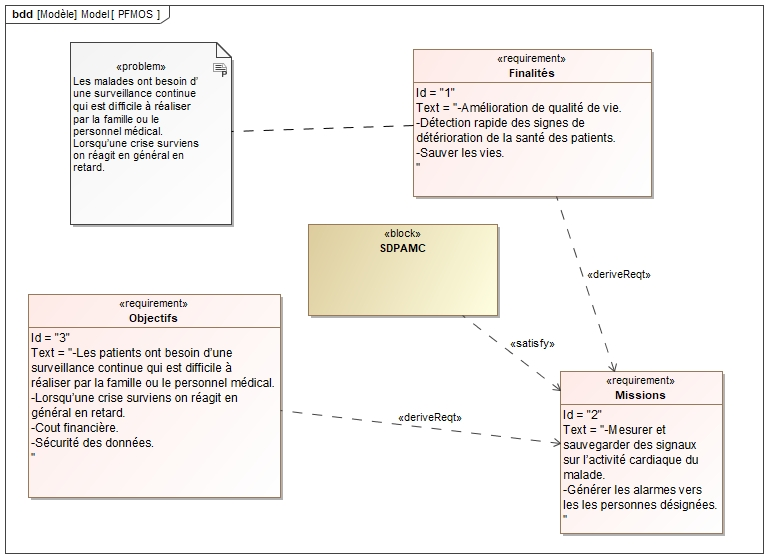 bdd [Modèle] Model [ PFMOS ]
«problem»
Les malades ont besoin d'
une surveillance continue
qui est difficile à réaliser
par la famille ou le
personnel médical.
Lorsqu'une crise surviens
on réagit en général en
retard.
«requirement»
Finalités
Id = "1"
Text = "-Amélioration de qualité de vie.
-Détection rapide des signes de
détérioration de la santé des patients.
-Sauver les vies.
"
«block»
SDPAMC
«deriveReqt»
«satisfy»
«requirement»
Objectifs
Id = "3"
Text = "-Les patients ont besoin d'une
surveillance continue qui est difficile à
réaliser par la famille ou le personnel médical.
-Lorsqu'une crise surviens on réagit en
général en retard.
-Cout financière.
-Sécurité des données.
"
«deriveReqt»
«requirement»
Missions
Id = "2"
Text = "-Mesurer et
sauvegarder des signaux
sur l'activité cardiaque du
malade.
-Générer les alarmes vers
les les personnes désignées.
"